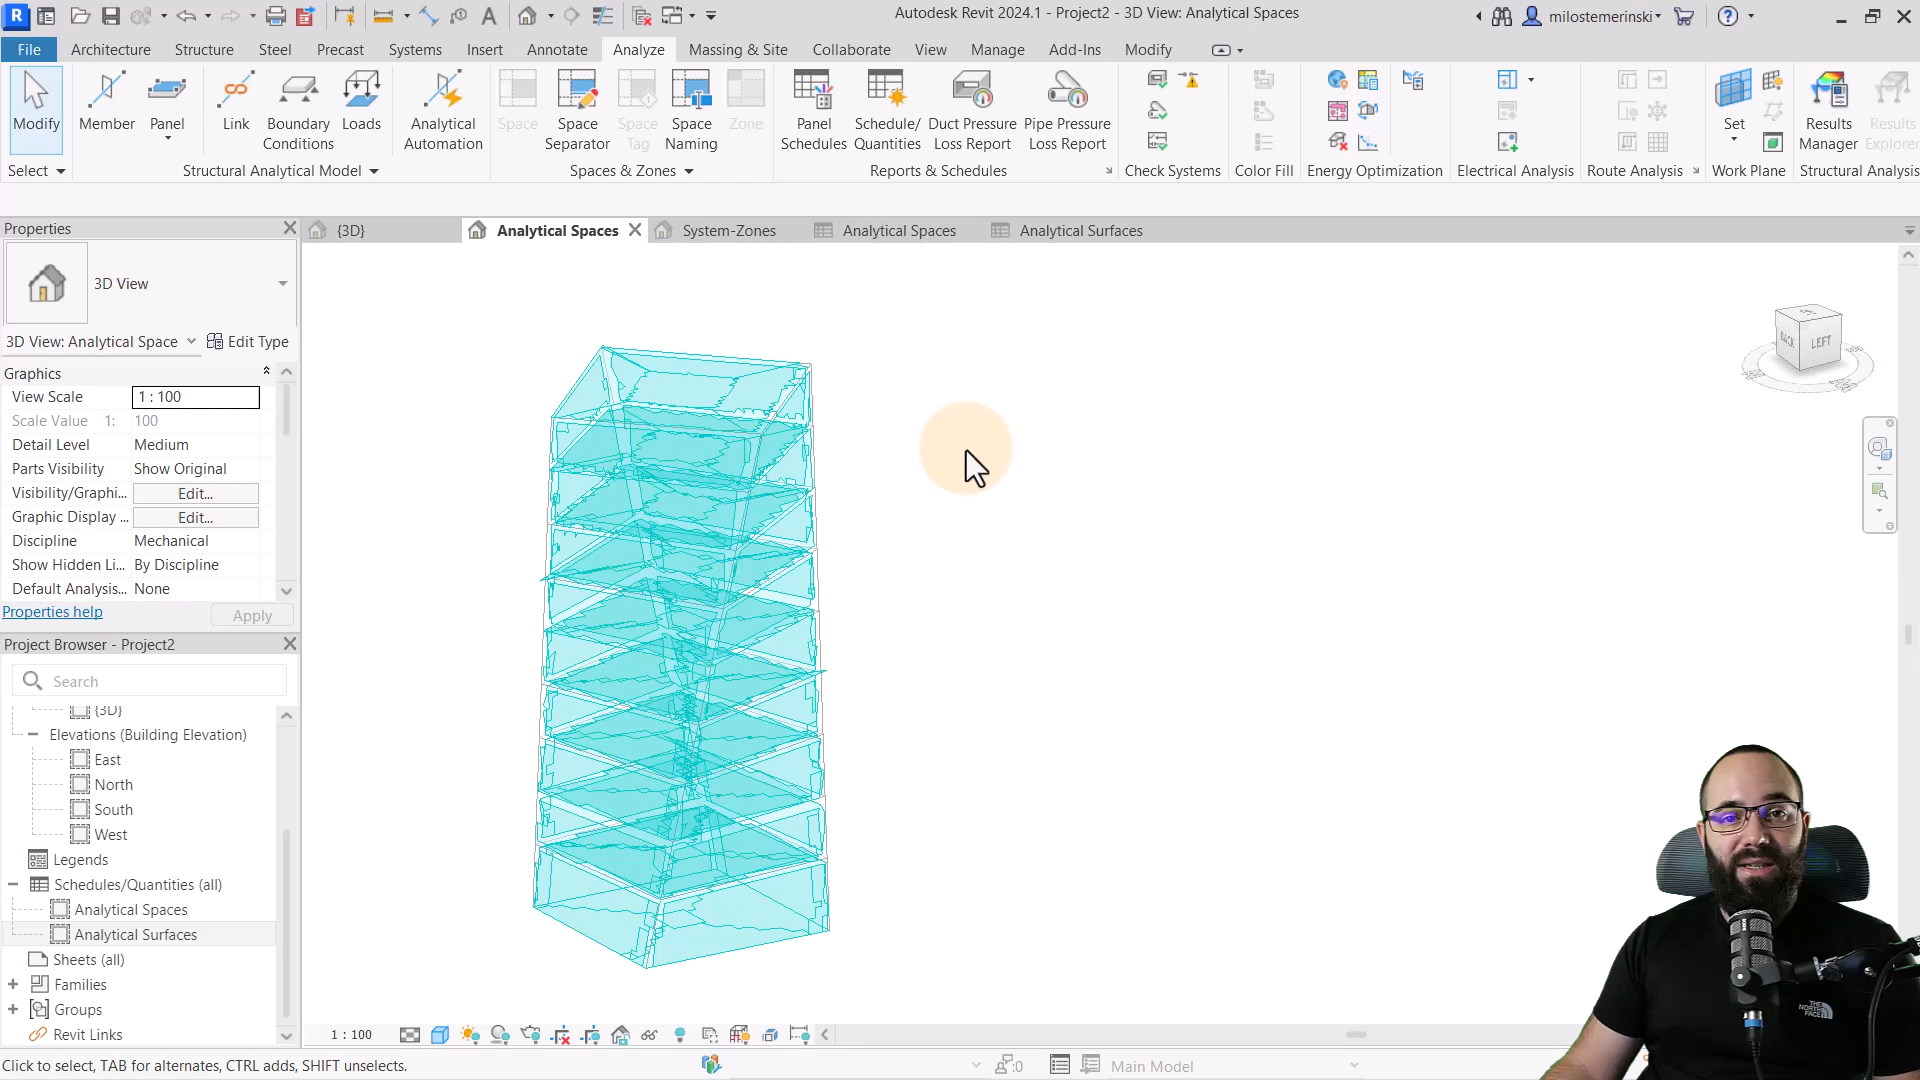 Autodesk Revit 2024.1 - Project2 - 3D View: Analytical Spaces
milostemerinski
File Architecture Structure Steel Precast Systems Insert Annotate Analyze Massing & Site Collaborate View Manage Add-Ins Modify
Modify
Member
Panel
Link
Boundary Conditions
Loads
Analytical Automation
Space
Space Separator
Space Tag
Space Naming
Zone
Panel Schedules
Schedule/ Quantities
Duct Pressure Loss Report
Pipe Pressure Loss Report
Set
Results Manager
Results Explorer
Select
Structural Analytical Model
Spaces & Zones
Reports & Schedules
Check Systems
Color Fill
Energy Optimization
Electrical Analysis
Route Analysis
Work Plane
Structural Analysis
Properties
{3D}
Analytical Spaces
System-Zones
Analytical Spaces
Analytical Surfaces
3D View
3D View: Analytical Space
Edit Type
Graphics
View Scale 1 : 100
Scale Value 1: 100
Detail Level Medium
Parts Visibility Show Original
Visibility/Graphi... Edit...
Graphic Display ... Edit...
Discipline Mechanical
Show Hidden Li... By Discipline
Default Analysis... None
Properties help
Apply
Project Browser - Project2
Search
{3D}
Elevations (Building Elevation)
East
North
South
West
Legends
Schedules/Quantities (all)
Analytical Spaces
Analytical Surfaces
Sheets (all)
Families
Groups
Revit Links
BACK
LEFT
1 : 100
Click to select, TAB for alternates, CTRL adds, SHIFT unselects.
:0
Main Model
THE
NORTH
FACE